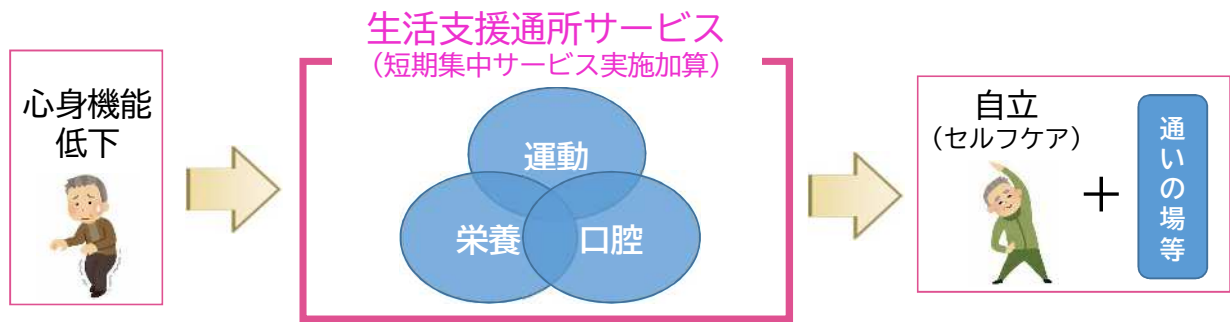 生活支援通所サービス
（短期集中サービス実施加算）
心身機能
低下
運動
栄養
口腔
自立
（セルフケア）
＋
通いの場等